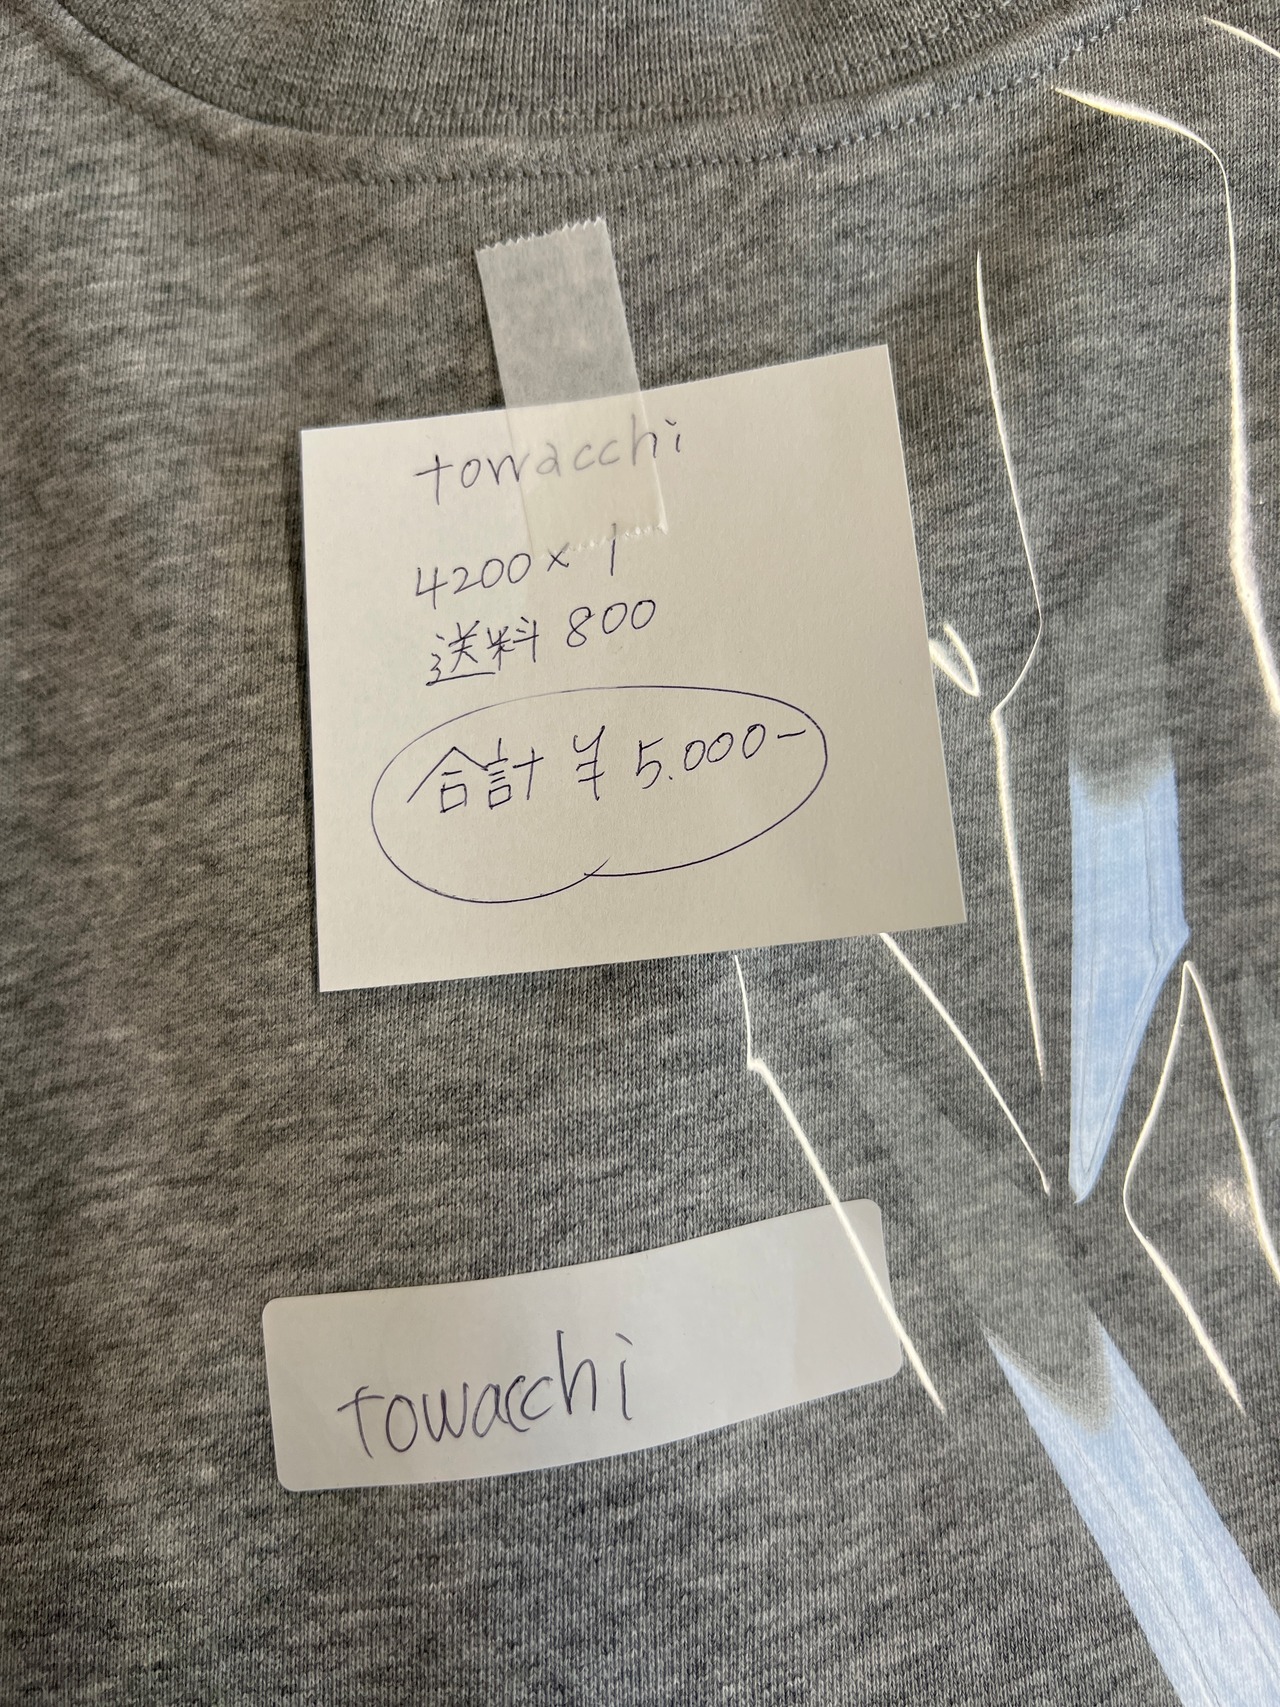 towacchi
4200× 1
送料 800
合計 ¥ 5.000-
towacchi